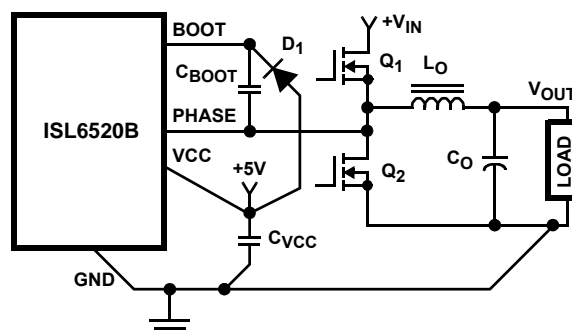 +VIN
BOOT
D1
Q1
LO
CBOOT
VOUT
PHASE
ISL6520B
VCC
+5V
Q2
CO
LOAD
CVCC
GND